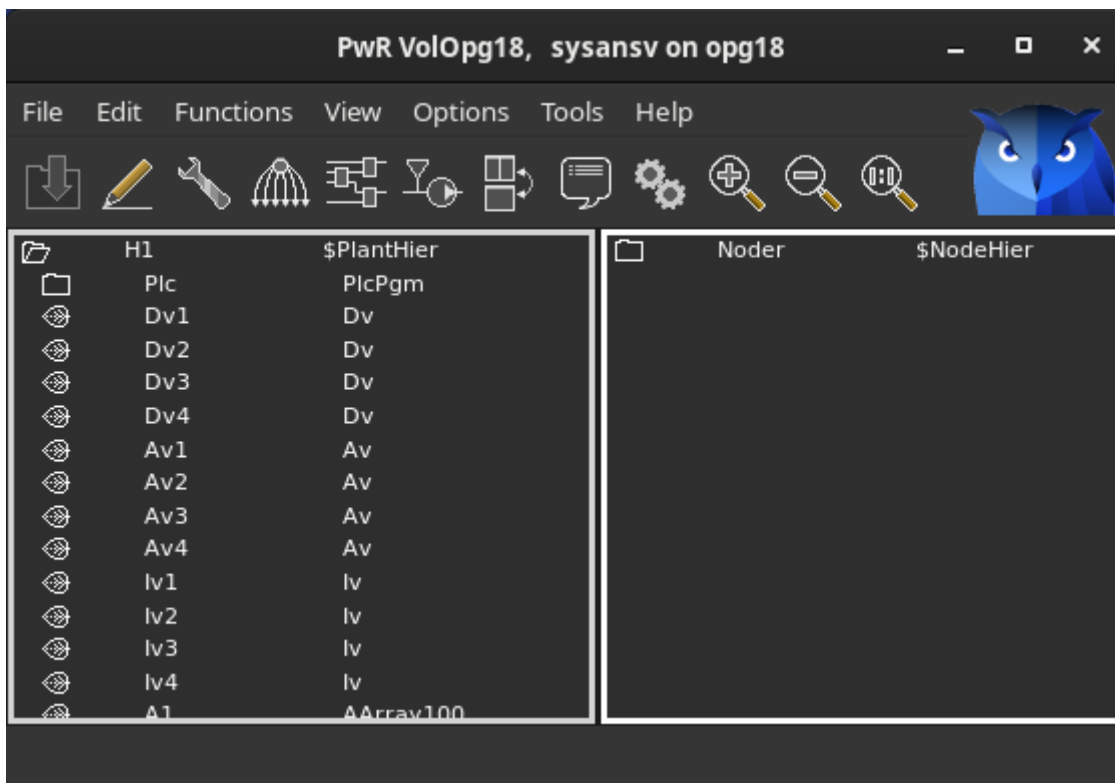 PwR VolOpg18, sysansv on opg18
File Edit Functions View Options Tools Help
H1 $PlantHier
Plc PlcPgm
Dv1 Dv
Dv2 Dv
Dv3 Dv
Dv4 Dv
Av1 Av
Av2 Av
Av3 Av
Av4 Av
Iv1 Iv
Iv2 Iv
Iv3 Iv
Iv4 Iv
A1 AArray100
Noder $NodeHier